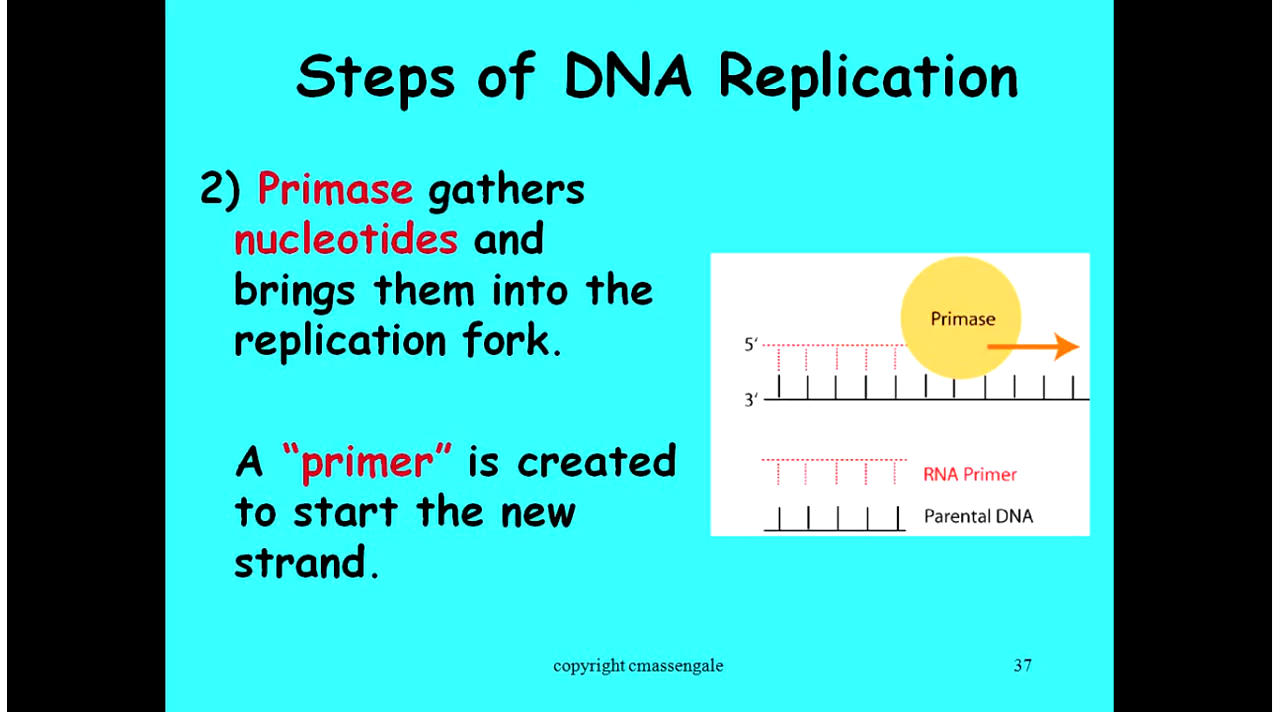 Steps of DNA Replication
2) Primase gathers
nucleotides and
brings them into the
replication fork.
A “primer” is created
to start the new
strand.
Primase
5‘
3‘
RNA Primer
Parental DNA
copyright cmassengale
37